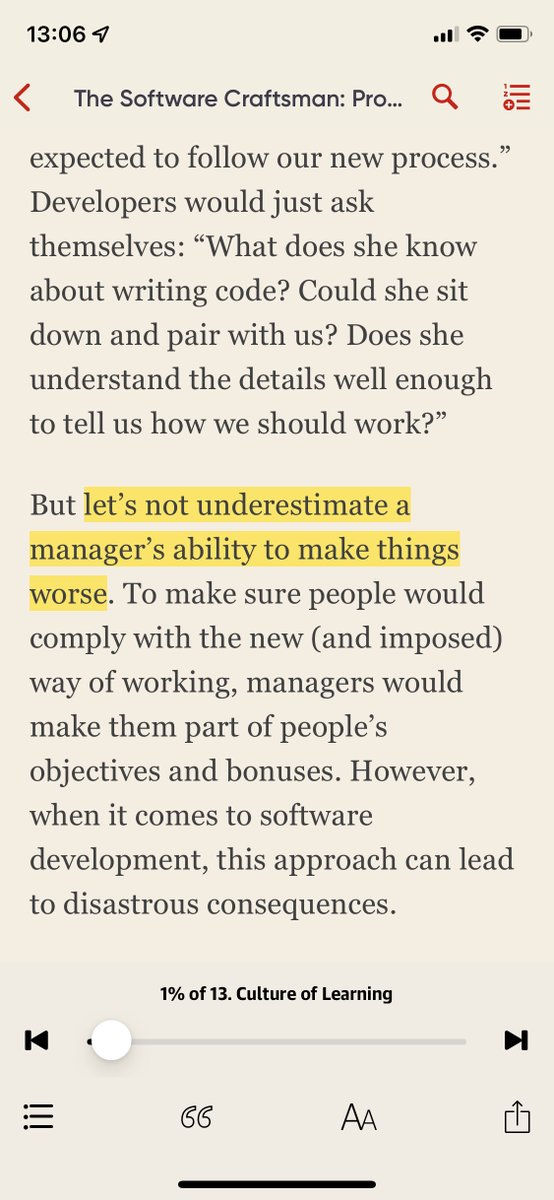 13:06
The Software Craftsman: Pro...
expected to follow our new process.”
Developers would just ask
themselves: “What does she know
about writing code? Could she sit
down and pair with us? Does she
understand the details well enough
to tell us how we should work?”
But let’s not underestimate a
manager’s ability to make things
worse. To make sure people would
comply with the new (and imposed)
way of working, managers would
make them part of people’s
objectives and bonuses. However,
when it comes to software
development, this approach can lead
to disastrous consequences.
1% of 13. Culture of Learning
AA